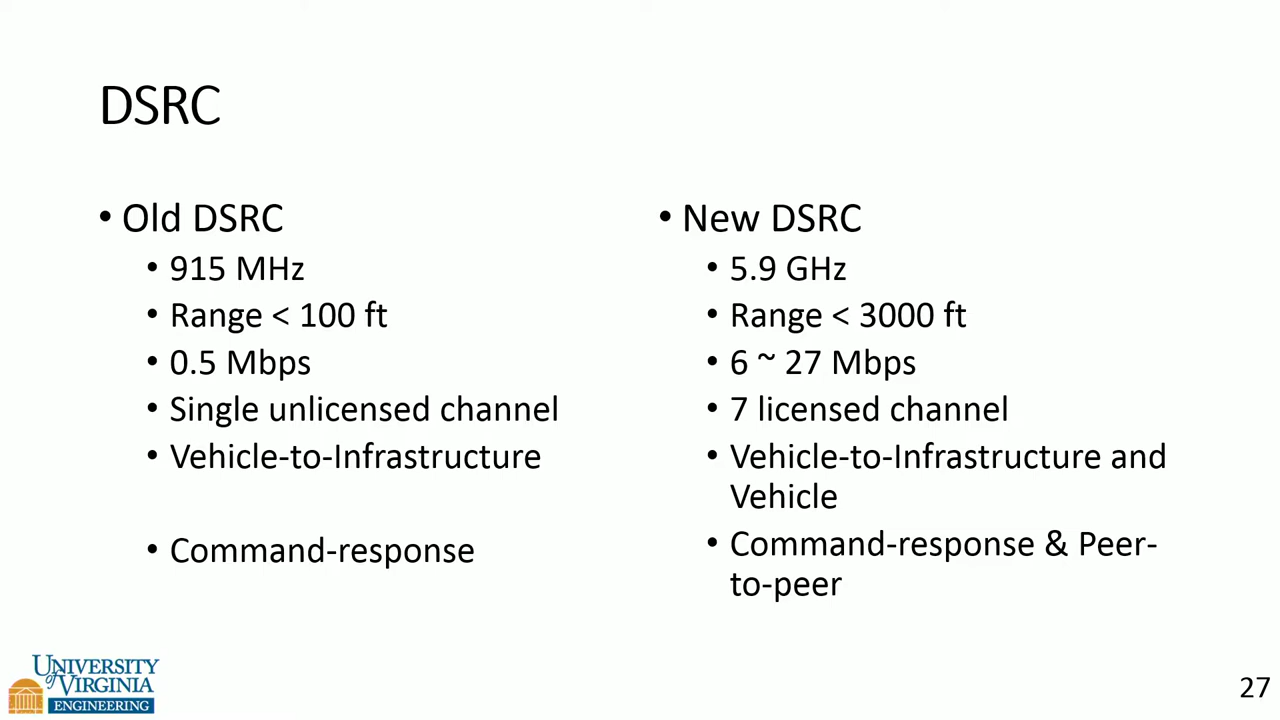 DSRC
• Old DSRC
• 915 MHz
• Range < 100 ft
• 0.5 Mbps
• Single unlicensed channel
• Vehicle-to-Infrastructure
• Command-response
• New DSRC
• 5.9 GHz
• Range < 3000 ft
• 6 ~ 27 Mbps
• 7 licensed channel
• Vehicle-to-Infrastructure and
Vehicle
• Command-response & Peer-
to-peer
UNIVERSITY
of VIRGINIA
ENGINEERING
27